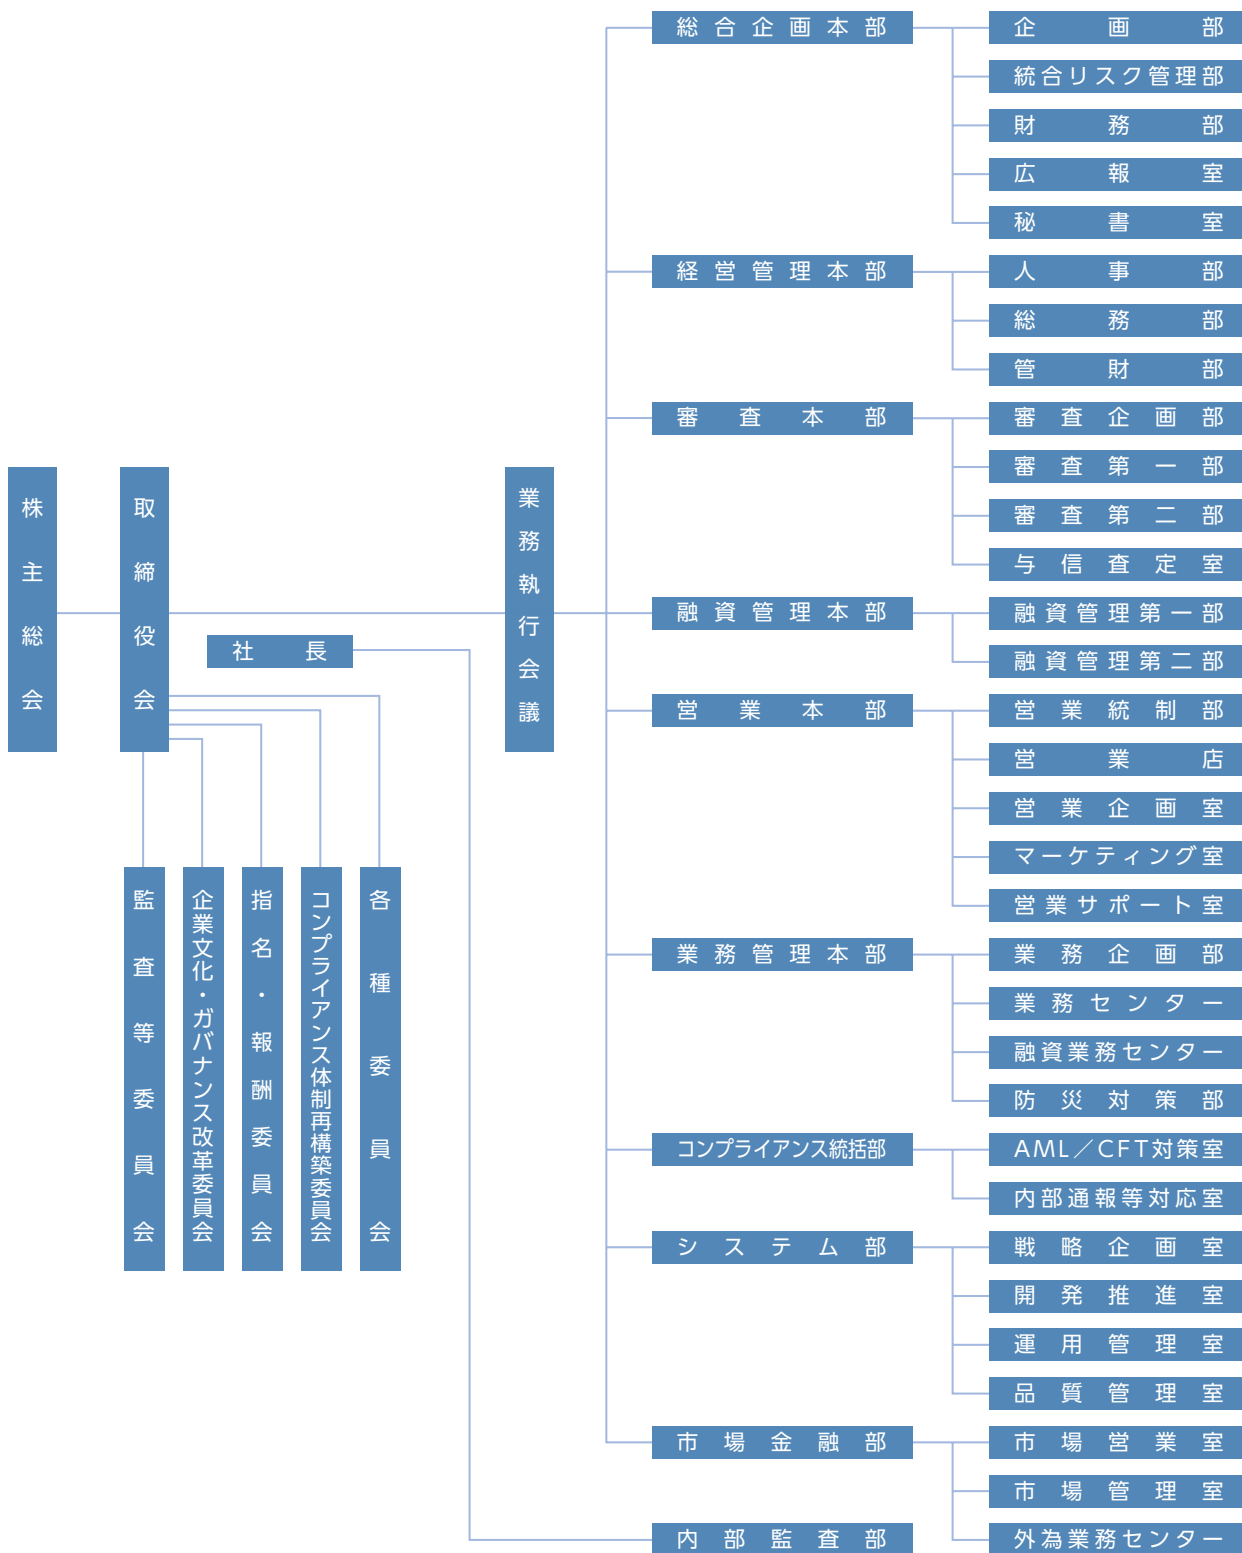 株主総会
取締役会
社長
監査等委員会
企業文化・ガバナンス改革委員会
指名・報酬委員会
コンプライアンス体制再構築委員会
各種委員会
業務執行会議
総合企画本部
企画部
統合リスク管理部
財務部
広報室
秘書室
経営管理本部
人事部
総務部
管財部
審査本部
審査企画部
審査第一部
審査第二部
与信査定室
融資管理本部
融資管理第一部
融資管理第二部
営業本部
営業統制部
営業店
営業企画室
マーケティング室
営業サポート室
業務管理本部
業務企画部
業務センター
融資業務センター
防災対策部
コンプライアンス統括部
AML／CFT対策室
内部通報等対応室
システム部
戦略企画室
開発推進室
運用管理室
品質管理室
市場金融部
市場営業室
市場管理室
外為業務センター
内部監査部